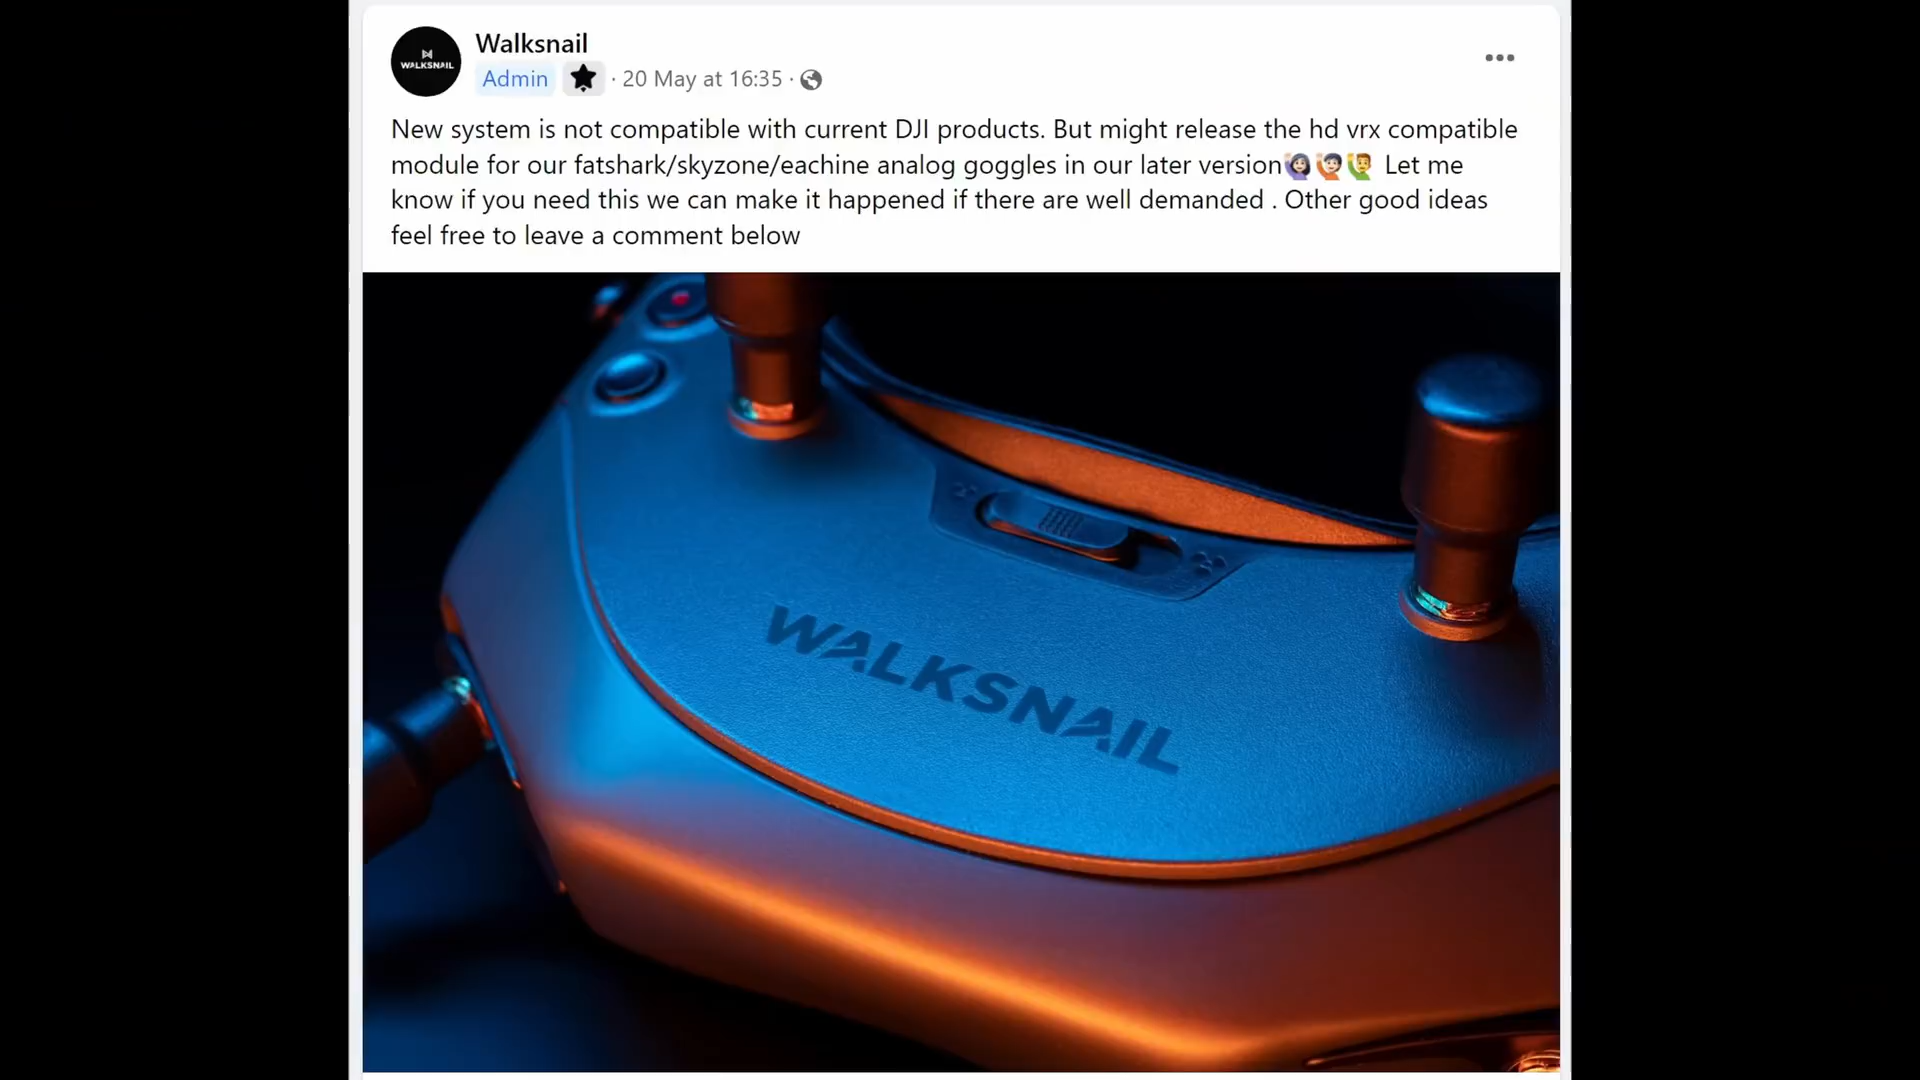 Walksnail
WALKSNAIL
Admin · 20 May at 16:35 ·
New system is not compatible with current DJI products. But might release the hd vrx compatible
module for our fatshark/skyzone/eachine analog goggles in our later version🙋🏻‍♀️🙋🏻🙋‍♂️ Let me
know if you need this we can make it happened if there are well demanded . Other good ideas
feel free to leave a comment below
WALKSNAIL